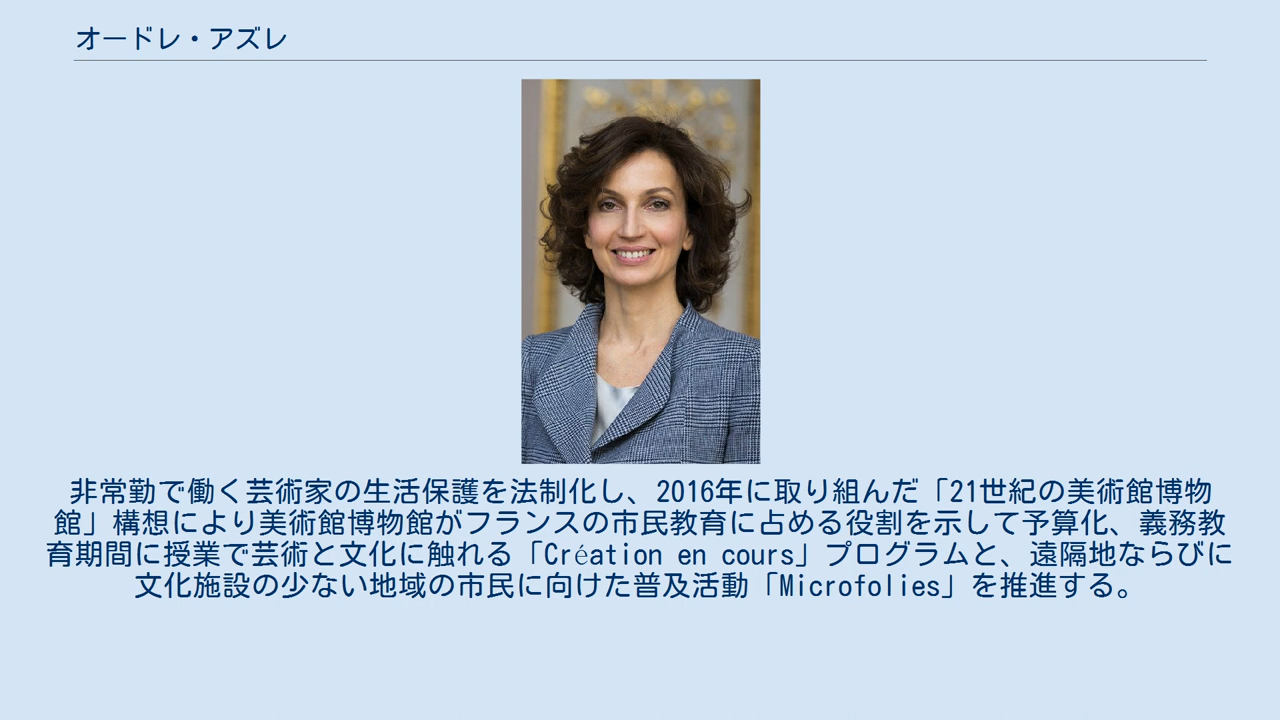 オードレ・アズレ
非常勤で働く芸術家の生活保護を法制化し、2016年に取り組んだ「21世紀の美術館博物
館」構想により美術館博物館がフランスの市民教育に占める役割を示して予算化、義務教
育期間に授業で芸術と文化に触れる「Création en cours」プログラムと、遠隔地ならびに
文化施設の少ない地域の市民に向けた普及活動「Microfolies」を推進する。